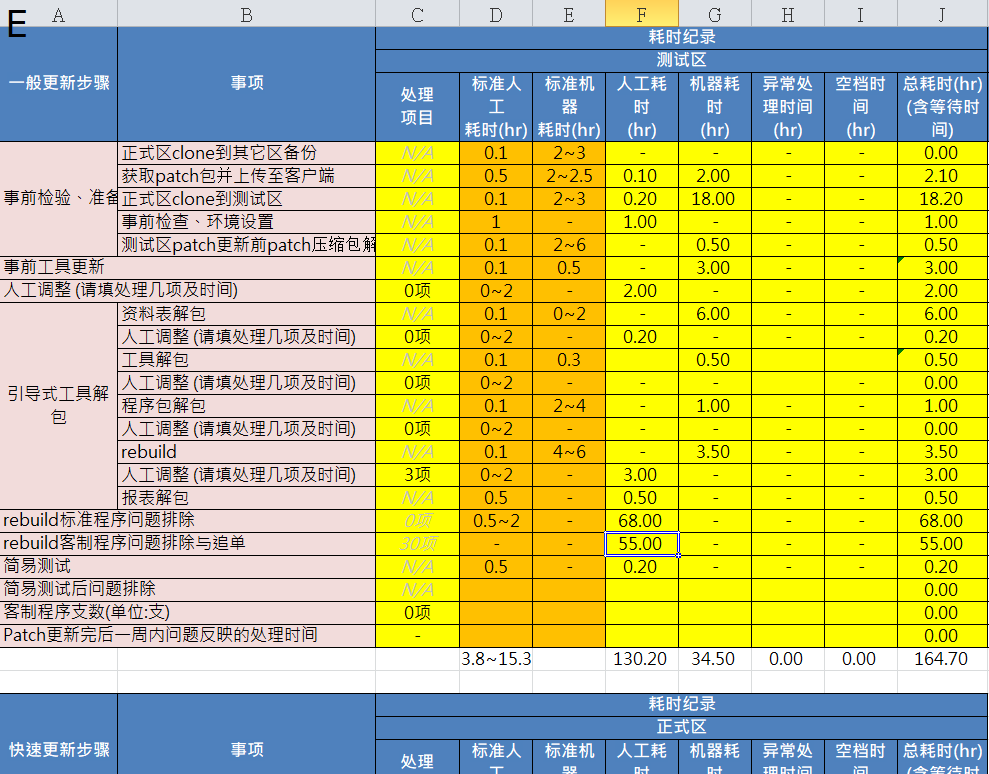 E
A B C D E F G H I J
一般更新步骤 事项 耗时纪录
测试区
处理项目 标准人工耗时(hr) 标准机器耗时(hr) 人工耗时(hr) 机器耗时(hr) 异常处理时间(hr) 空档时间(hr) 总耗时(hr)(含等待时间)
事前检验、准备 正式区clone到其它区备份 N/A 0.1 2~3 - - - - 0.00
获取patch包并上传至客户端 N/A 0.5 2~2.5 0.10 2.00 - - 2.10
正式区clone到测试区 N/A 0.1 2~3 0.20 18.00 - - 18.20
事前检查、环境设置 N/A 1 - 1.00 - - - 1.00
测试区patch更新前patch压缩包解 N/A 0.1 2~6 - 0.50 - - 0.50
事前工具更新 N/A 0.1 0.5 - 3.00 - - 3.00
人工调整 (请填处理几项及时间) 0项 0~2 - 2.00 - - - 2.00
引导式工具解包 资料表解包 N/A 0.1 0~2 - 6.00 - - 6.00
人工调整 (请填处理几项及时间) 0项 0~2 - 0.20 - - - 0.20
工具解包 N/A 0.1 0.3 0.50 0.50
人工调整 (请填处理几项及时间) 0项 0~2 - - - - - 0.00
程序包解包 N/A 0.1 2~4 - 1.00 - - 1.00
人工调整 (请填处理几项及时间) 0项 0~2 - - - - - 0.00
rebuild N/A 0.1 4~6 - 3.50 - - 3.50
人工调整 (请填处理几项及时间) 3项 0~2 - 3.00 - - - 3.00
报表解包 N/A 0.5 - 0.50 - - - 0.50
rebuild标准程序问题排除 0项 0.5~2 - 68.00 - - - 68.00
rebuild客制程序问题排除与追单 30项 - - 55.00 - - - 55.00
简易测试 N/A 0.5 - 0.20 - - - 0.20
简易测试后问题排除 N/A 0.00
客制程序支数(单位:支) 0项 0.00
Patch更新完后一周内问题反映的处理时间 - 0.00
3.8~15.3 130.20 34.50 0.00 0.00 164.70
快速更新步骤 事项 耗时纪录
正式区
处理 标准人工 标准机器 人工耗时 机器耗时 异常处理时间 空档时间 总耗时(hr)(含等待时